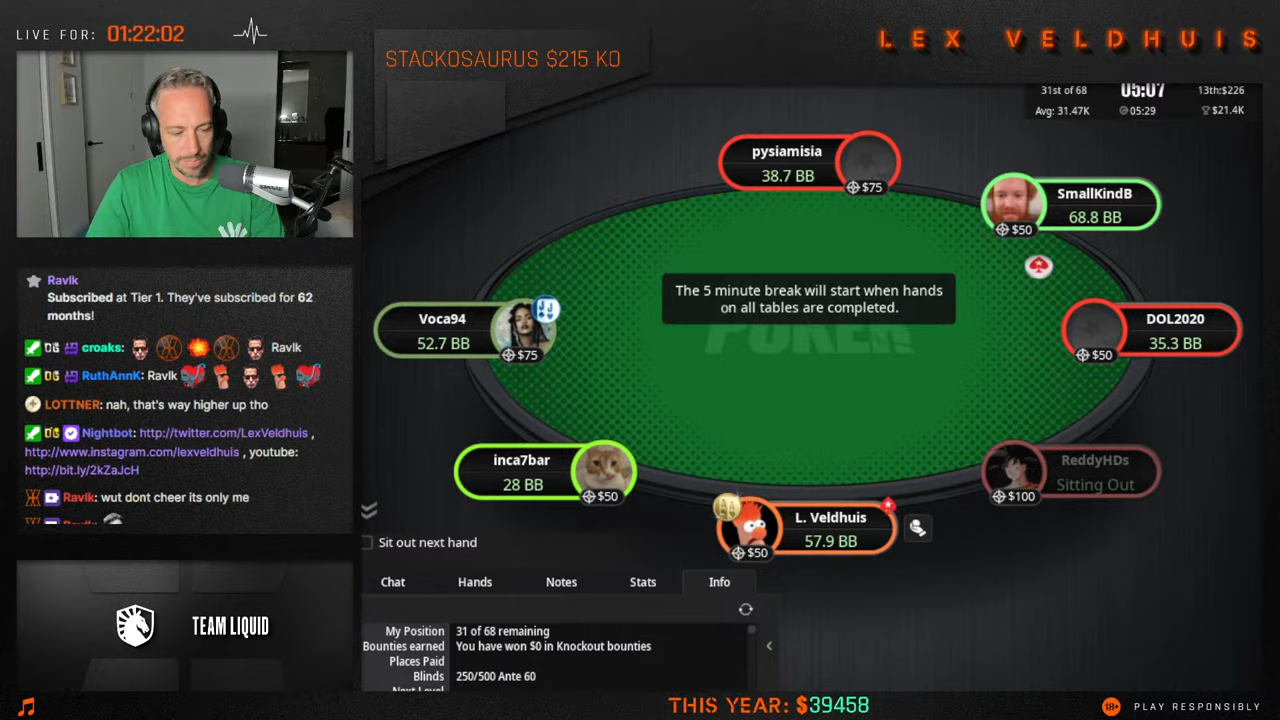 LIVE FOR: 01:22:02
STACKOSAURUS $215 KO
LEX VELDHUIS
31st of 68
05:07
13th:$226
Avg: 31.47K
05:29
$21.4K
pysiamisia
38.7 BB
$75
SmallKindB
68.8 BB
$50
The 5 minute break will start when hands
on all tables are completed.
POKER
Voca94
52.7 BB
$75
DOL2020
35.3 BB
$50
inca7bar
28 BB
$50
ReddyHDs
Sitting Out
$100
L. Veldhuis
57.9 BB
$50
Ravlk
Subscribed at Tier 1. They've subscribed for 62
months!
croaks: Ravlk
RuthAnnK: Ravlk
LOTTNER: nah, that's way higher up tho
Nightbot: http://twitter.com/LexVeldhuis ,
http://www.instagram.com/lexveldhuis , youtube:
http://bit.ly/2kZaJcH
Ravlk: wut dont cheer its only me
Sit out next hand
Chat Hands Notes Stats Info
My Position 31 of 68 remaining
Bounties earned You have won $0 in Knockout bounties
Places Paid
Blinds 250/500 Ante 60
Next Level
TEAM LIQUID
THIS YEAR: $39458
18+ PLAY RESPONSIBLY